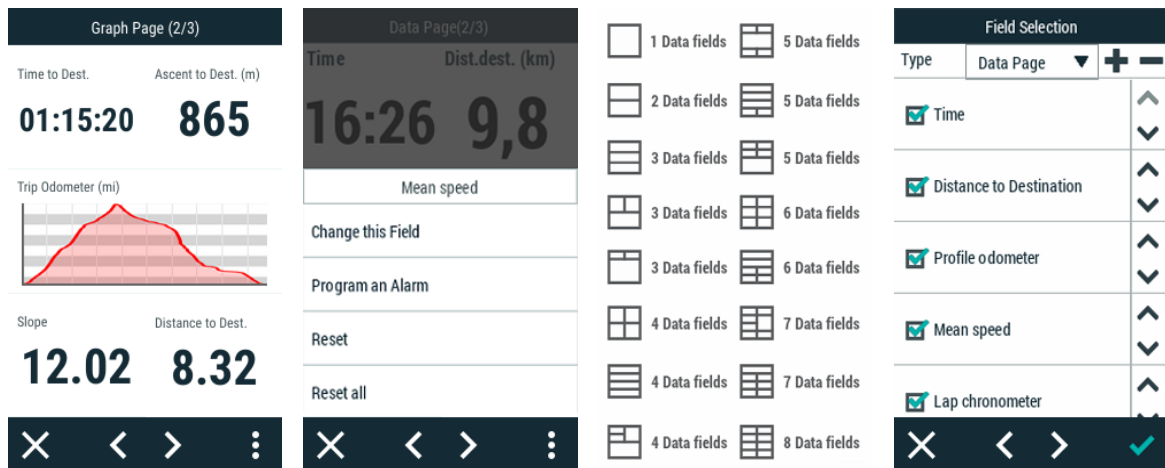 Graph Page (2/3)
Time to Dest. Ascent to Dest. (m)
01:15:20 865
Trip Odometer (mi)
Slope Distance to Dest.
12.02 8.32
Data Page(2/3)
Time Dist.dest. (km)
16:26 9,8
Mean speed
Change this Field
Program an Alarm
Reset
Reset all
1 Data fields 5 Data fields
2 Data fields 5 Data fields
3 Data fields 5 Data fields
3 Data fields 6 Data fields
3 Data fields 6 Data fields
4 Data fields 7 Data fields
4 Data fields 7 Data fields
4 Data fields 8 Data fields
Field Selection
Type Data Page
Time
Distance to Destination
Profile odometer
Mean speed
Lap chronometer